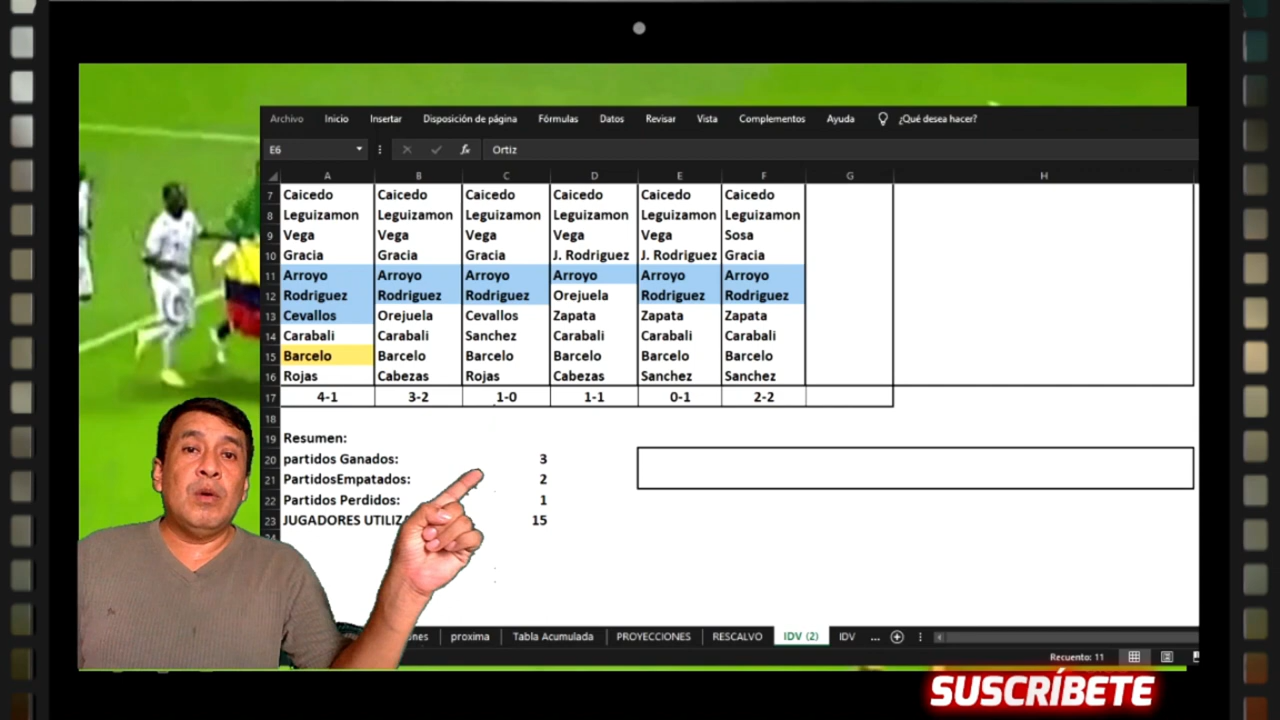 Archivo Inicio Insertar Disposición de página Fórmulas Datos Revisar Vista Complementos Ayuda ¿Qué desea hacer?
E6 fx Ortiz
A B C D E F G H
7 Caicedo Caicedo Caicedo Caicedo Caicedo Caicedo
8 Leguizamon Leguizamon Leguizamon Leguizamon Leguizamon Leguizamon
9 Vega Vega Vega Vega Vega Sosa
10 Gracia Gracia Gracia J. Rodriguez J. Rodriguez Gracia
11 Arroyo Arroyo Arroyo Arroyo Arroyo Arroyo
12 Rodriguez Rodriguez Rodriguez Orejuela Rodriguez Rodriguez
13 Cevallos Orejuela Cevallos Zapata Zapata Zapata
14 Carabali Carabali Sanchez Carabali Carabali Carabali
15 Barcelo Barcelo Barcelo Barcelo Barcelo Barcelo
16 Rojas Cabezas Rojas Cabezas Sanchez Sanchez
17 4-1 3-2 1-0 1-1 0-1 2-2
18
19 Resumen:
20 partidos Ganados: 3
21 PartidosEmpatados: 2
22 Partidos Perdidos: 1
23 JUGADORES UTILIZA 15
nes proxima Tabla Acumulada PROYECCIONES RESCALVO IDV (2) IDV ...
Recuento: 11
SUSCRÍBETE